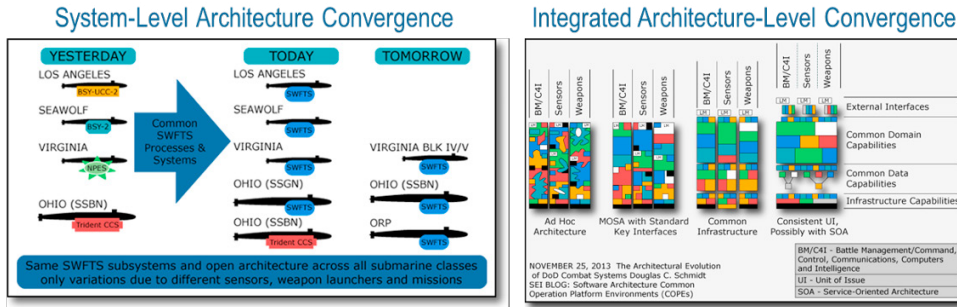 System-Level Architecture Convergence
YESTERDAY
LOS ANGELES
BSY-UCC-2
SEAWOLF
BSY-2
VIRGINIA
NPES
OHIO (SSBN)
Trident CCS
Common
SWFTS
Processes
& Systems
TODAY
LOS ANGELES
SWFTS
SEAWOLF
SWFTS
VIRGINIA
SWFTS
OHIO (SSGN)
SWFTS
OHIO (SSBN)
Trident CCS
TOMORROW
VIRGINIA BLK IV/V
SWFTS
OHIO (SSBN)
SWFTS
ORP
SWFTS
Same SWFTS subsystems and open architecture across all submarine classes
only variations due to different sensors, weapon launchers and missions
Integrated Architecture-Level Convergence
BM/C4I
Sensors
Weapons
BM/C4I
Sensors
Weapons
BM/C4I
Sensors
Weapons
BM/C4I
Sensors
Weapons
LM
LM
LM
External Interfaces
Common Domain
Capabilities
Common Data
Capabilities
Infrastructure Capabilities
Ad Hoc
Architecture
MOSA with Standard
Key Interfaces
Common
Infrastructure
Consistent UI,
Possibly with SOA
NOVEMBER 25, 2013 The Architectural Evolution
of DoD Combat Systems Douglas C. Schmidt
SEI BLOG: Software Architecture Common
Operation Platform Environments (COPEs)
BM/C4I - Battle Management/Command,
Control, Communications, Computers
and Intelligence
UI - Unit of Issue
SOA - Service-Oriented Architecture